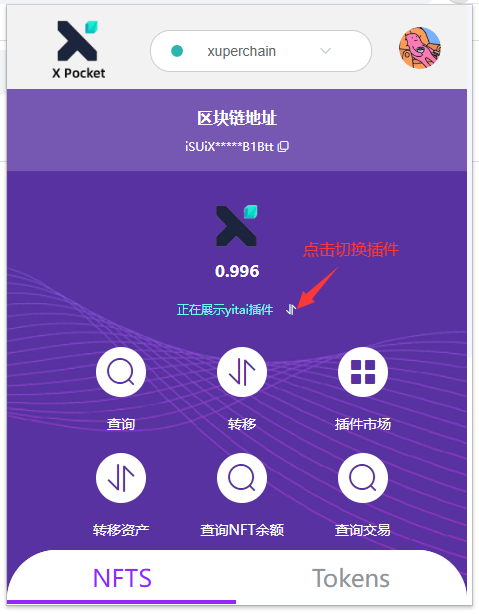 X Pocket
xuperchain
区块链地址
iSUiX*****B1Btt
0.996
点击切换插件
正在展示yitai插件
查询 转移 插件市场
转移资产 查询NFT余额 查询交易
NFTS Tokens